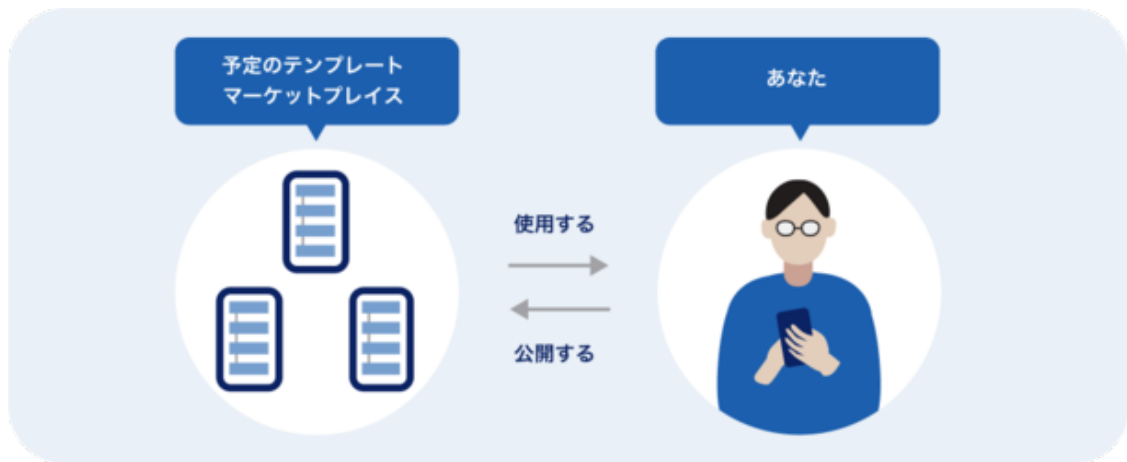 予定のテンプレート
マーケットプレイス
あなた
使用する
公開する